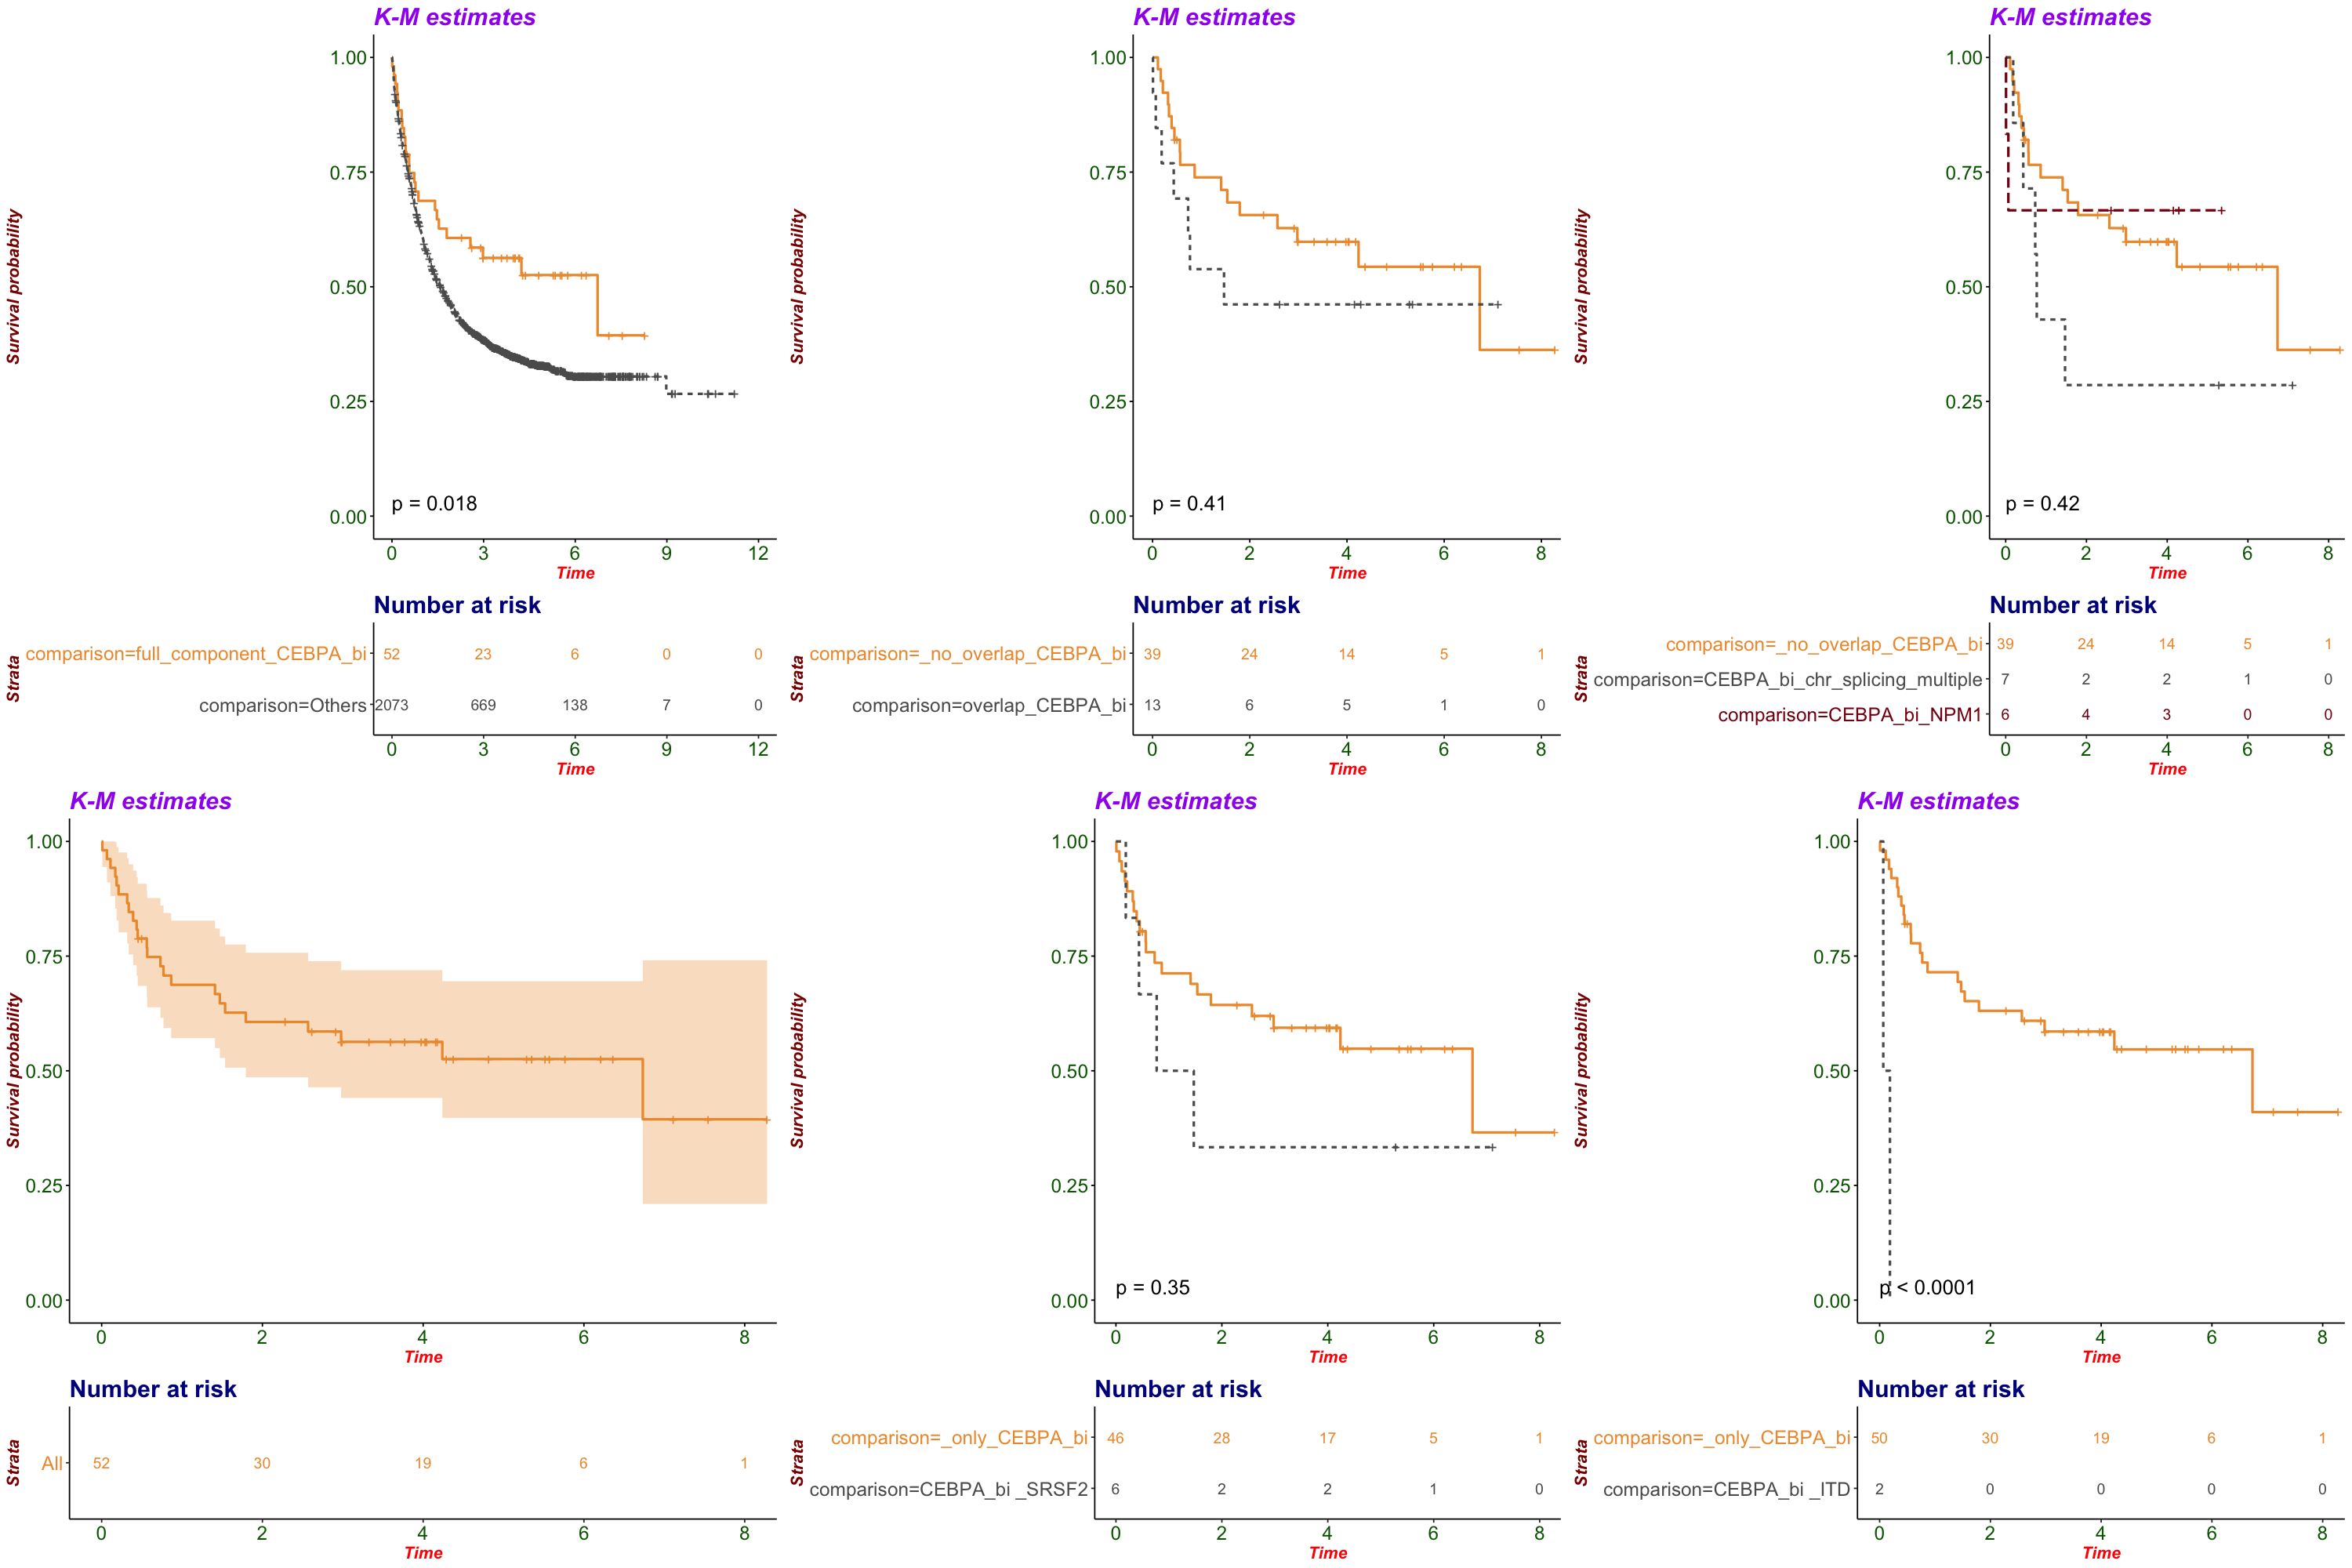 K-M estimates
Survival probability
1.00
0.75
0.50
0.25
0.00
p = 0.018
0 3 6 9 12
Time
Number at risk
Strata
comparison=full_component_CEBPA_bi 52 23 6 0 0
comparison=Others 2073 669 138 7 0
0 3 6 9 12
Time
K-M estimates
Survival probability
1.00
0.75
0.50
0.25
0.00
p = 0.41
0 2 4 6 8
Time
Number at risk
Strata
comparison=_no_overlap_CEBPA_bi 39 24 14 5 1
comparison=overlap_CEBPA_bi 13 6 5 1 0
0 2 4 6 8
Time
K-M estimates
Survival probability
1.00
0.75
0.50
0.25
0.00
p = 0.42
0 2 4 6 8
Time
Number at risk
Strata
comparison=_no_overlap_CEBPA_bi 39 24 14 5 1
comparison=CEBPA_bi_chr_splicing_multiple 7 2 2 1 0
comparison=CEBPA_bi_NPM1 6 4 3 0 0
0 2 4 6 8
Time
K-M estimates
Survival probability
1.00
0.75
0.50
0.25
0.00
0 2 4 6 8
Time
Number at risk
Strata
All 52 30 19 6 1
0 2 4 6 8
Time
K-M estimates
Survival probability
1.00
0.75
0.50
0.25
0.00
p = 0.35
0 2 4 6 8
Time
Number at risk
Strata
comparison=_only_CEBPA_bi 46 28 17 5 1
comparison=CEBPA_bi _SRSF2 6 2 2 1 0
0 2 4 6 8
Time
K-M estimates
Survival probability
1.00
0.75
0.50
0.25
0.00
p < 0.0001
0 2 4 6 8
Time
Number at risk
Strata
comparison=_only_CEBPA_bi 50 30 19 6 1
comparison=CEBPA_bi _ITD 2 0 0 0 0
0 2 4 6 8
Time